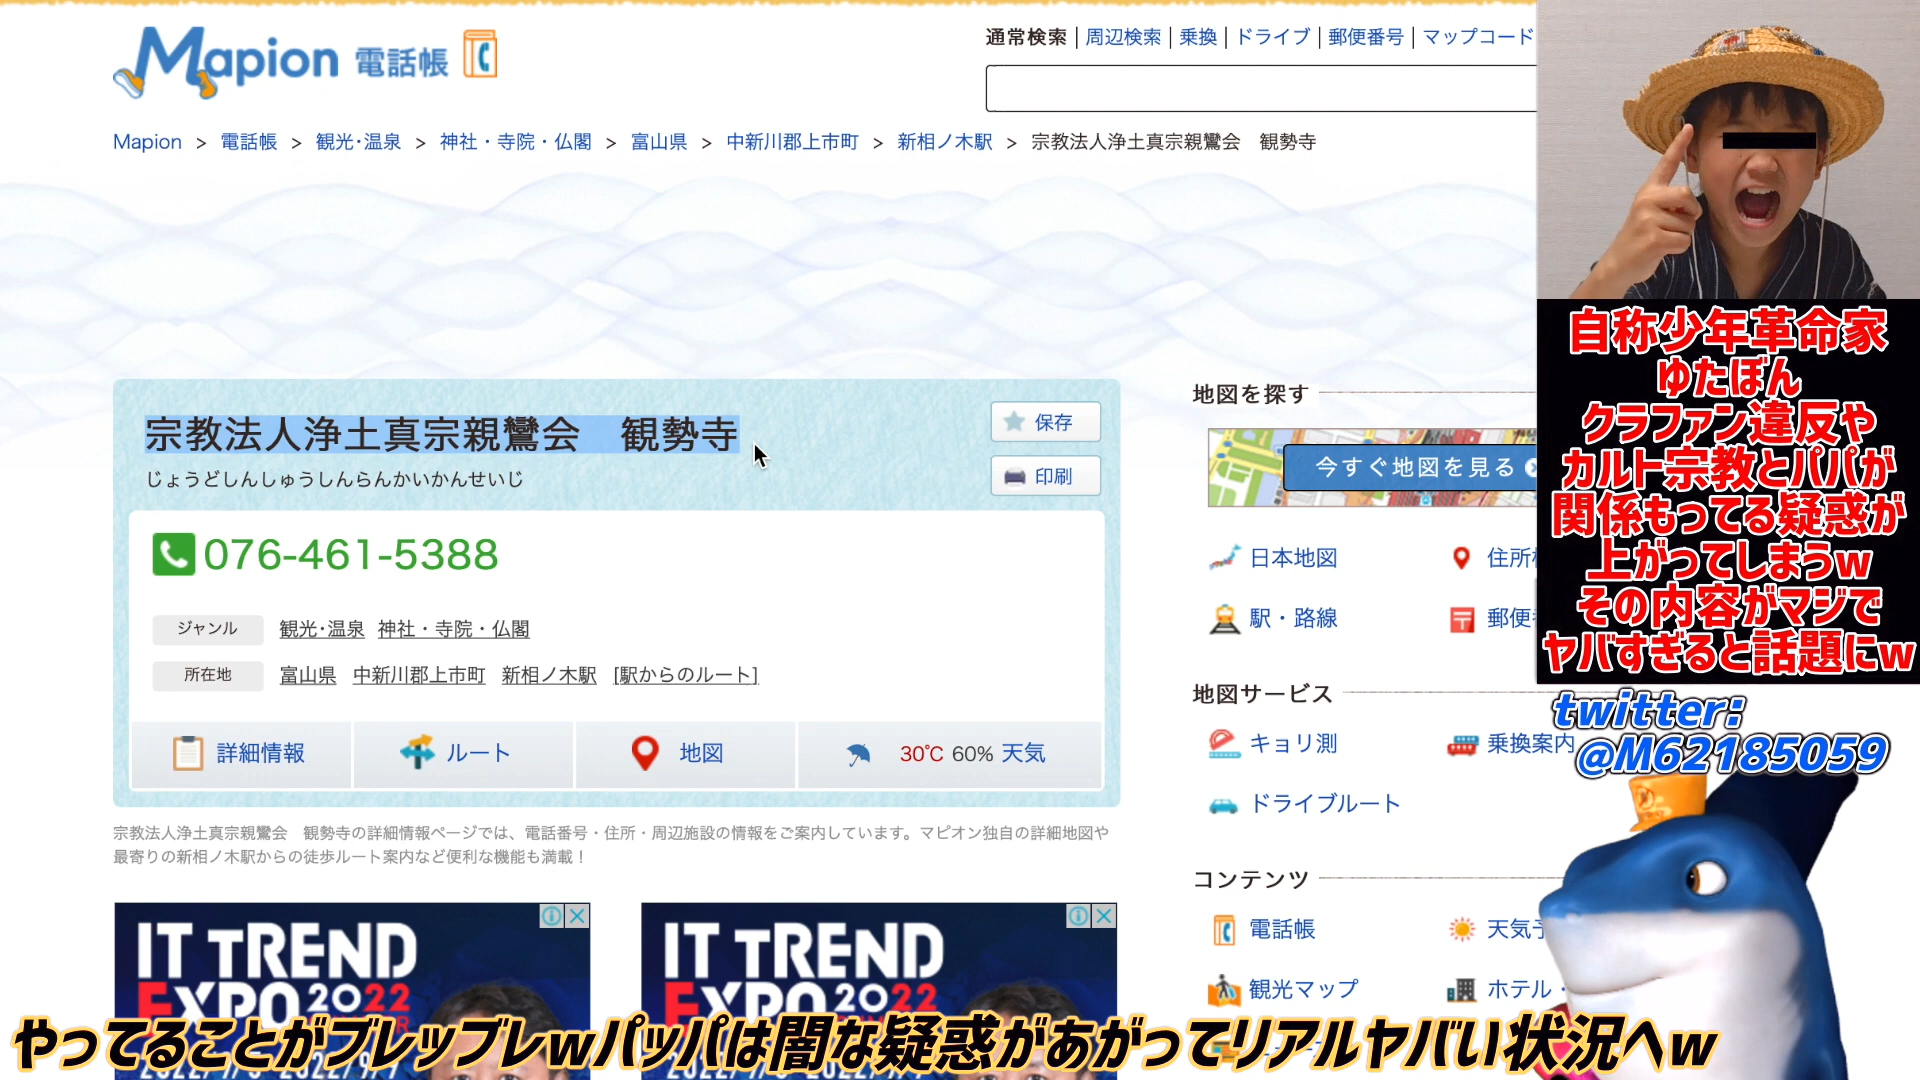 Mapion 電話帳
通常検索 | 周辺検索 | 乗換 | ドライブ | 郵便番号 | マップコード
Mapion > 電話帳 > 観光･温泉 > 神社・寺院・仏閣 > 富山県 > 中新川郡上市町 > 新相ノ木駅 > 宗教法人浄土真宗親鸞会　観勢寺
宗教法人浄土真宗親鸞会　観勢寺
じょうどしんしゅうしんらんかいかんせいじ
保存
印刷
076-461-5388
ジャンル 観光･温泉 神社・寺院・仏閣
所在地 富山県 中新川郡上市町 新相ノ木駅 [駅からのルート]
詳細情報 ルート 地図 30℃ 60% 天気
宗教法人浄土真宗親鸞会　観勢寺の詳細情報ページでは、電話番号・住所・周辺施設の情報をご案内しています。マピオン独自の詳細地図や
最寄りの新相ノ木駅からの徒歩ルート案内など便利な機能も満載！
IT TREND
EXPO 2022
IT TREND
EXPO 2022
地図を探す
今すぐ地図を見る
日本地図 住所
駅・路線 郵便
地図サービス
キョリ測 乗換案内
ドライブルート
コンテンツ
電話帳 天気
観光マップ ホテル・
自称少年革命家
ゆたぼん
クラファン違反や
カルト宗教とパパが
関係もってる疑惑が
上がってしまうw
その内容がマジで
ヤバすぎると話題にw
twitter:
@M62185059
やってることがブレッブレwパッパは闇な疑惑があがってリアルヤバい状況へw